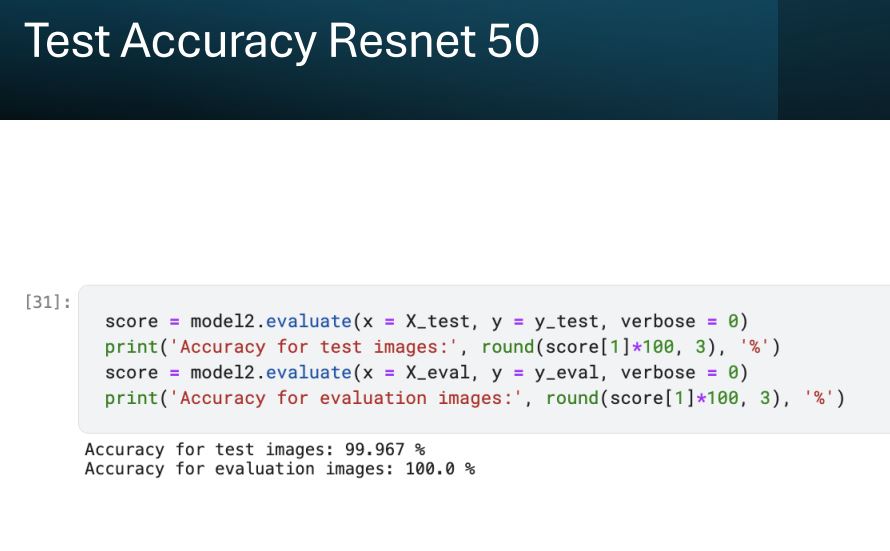 Test Accuracy Resnet 50
[31]:
score = model2.evaluate(x = X_test, y = y_test, verbose = 0)
print('Accuracy for test images:', round(score[1]*100, 3), '%')
score = model2.evaluate(x = X_eval, y = y_eval, verbose = 0)
print('Accuracy for evaluation images:', round(score[1]*100, 3), '%')
Accuracy for test images: 99.967 %
Accuracy for evaluation images: 100.0 %